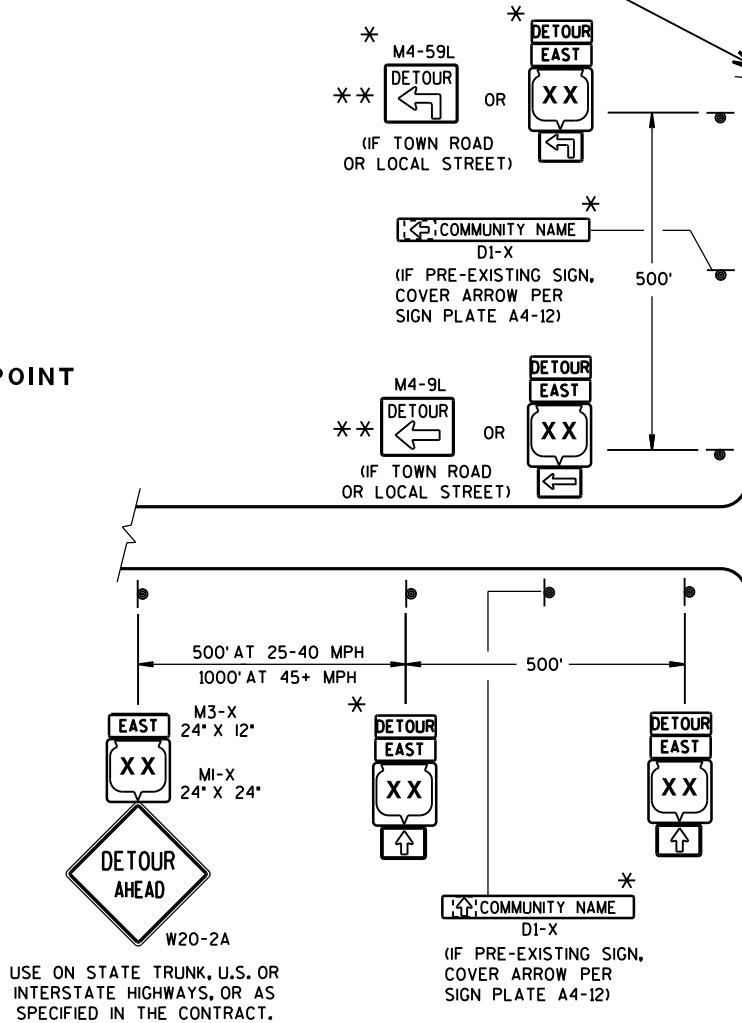 *
*
M4-59L
DETOUR
EAST
DETOUR
**
OR
XX
(IF TOWN ROAD
OR LOCAL STREET)
*
COMMUNITY NAME
D1-X
(IF PRE-EXISTING SIGN,
COVER ARROW PER
SIGN PLATE A4-12)
500'
POINT
M4-9L
DETOUR
EAST
DETOUR
**
OR
XX
(IF TOWN ROAD
OR LOCAL STREET)
500' AT 25-40 MPH
1000' AT 45+ MPH
500'
EAST
M3-X
24" X 12"
XX
M1-X
24" X 24"
*
DETOUR
EAST
XX
DETOUR
EAST
XX
DETOUR
AHEAD
W20-2A
*
COMMUNITY NAME
D1-X
(IF PRE-EXISTING SIGN,
COVER ARROW PER
SIGN PLATE A4-12)
USE ON STATE TRUNK, U.S. OR
INTERSTATE HIGHWAYS, OR AS
SPECIFIED IN THE CONTRACT.